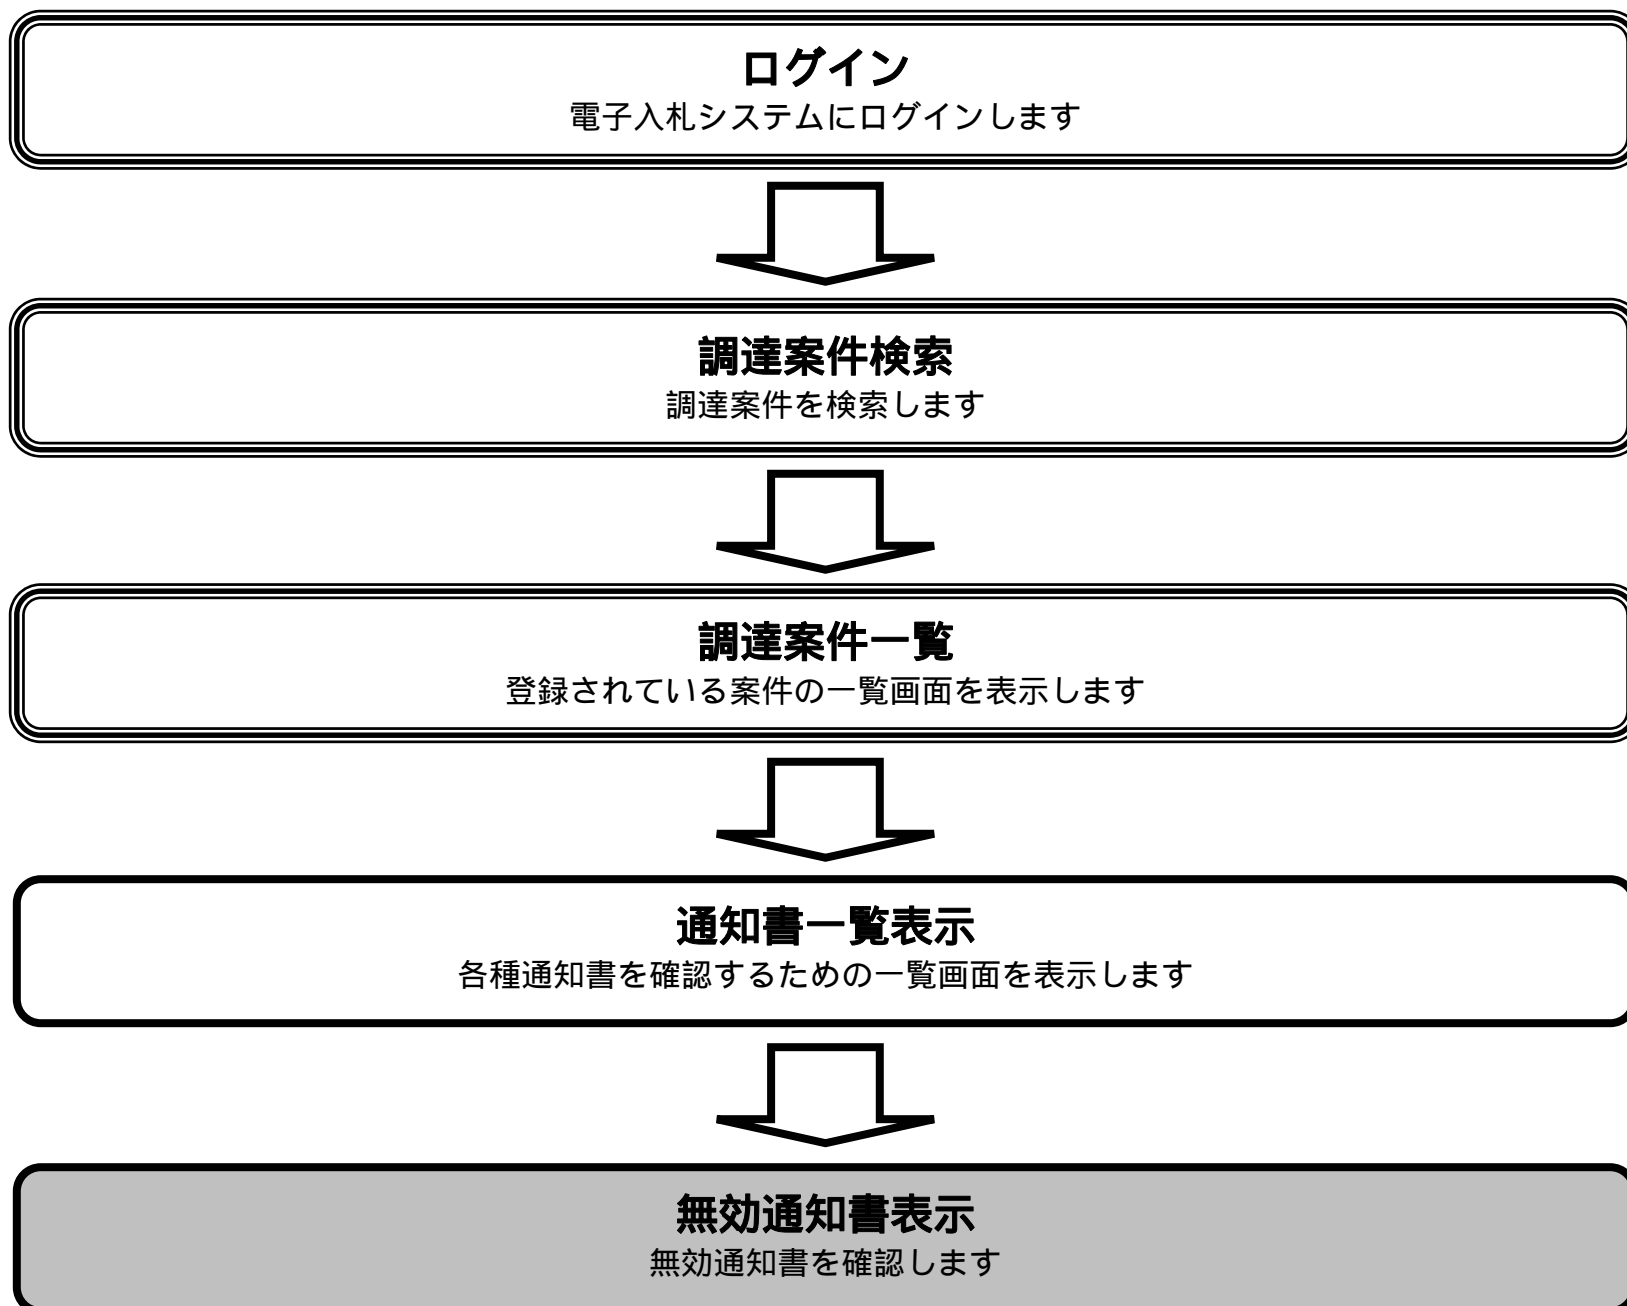 ログイン
電子入札システムにログインします
調達案件検索
調達案件を検索します
調達案件一覧
登録されている案件の一覧画面を表示します
通知書一覧表示
各種通知書を確認するための一覧画面を表示します
無効通知書表示
無効通知書を確認します